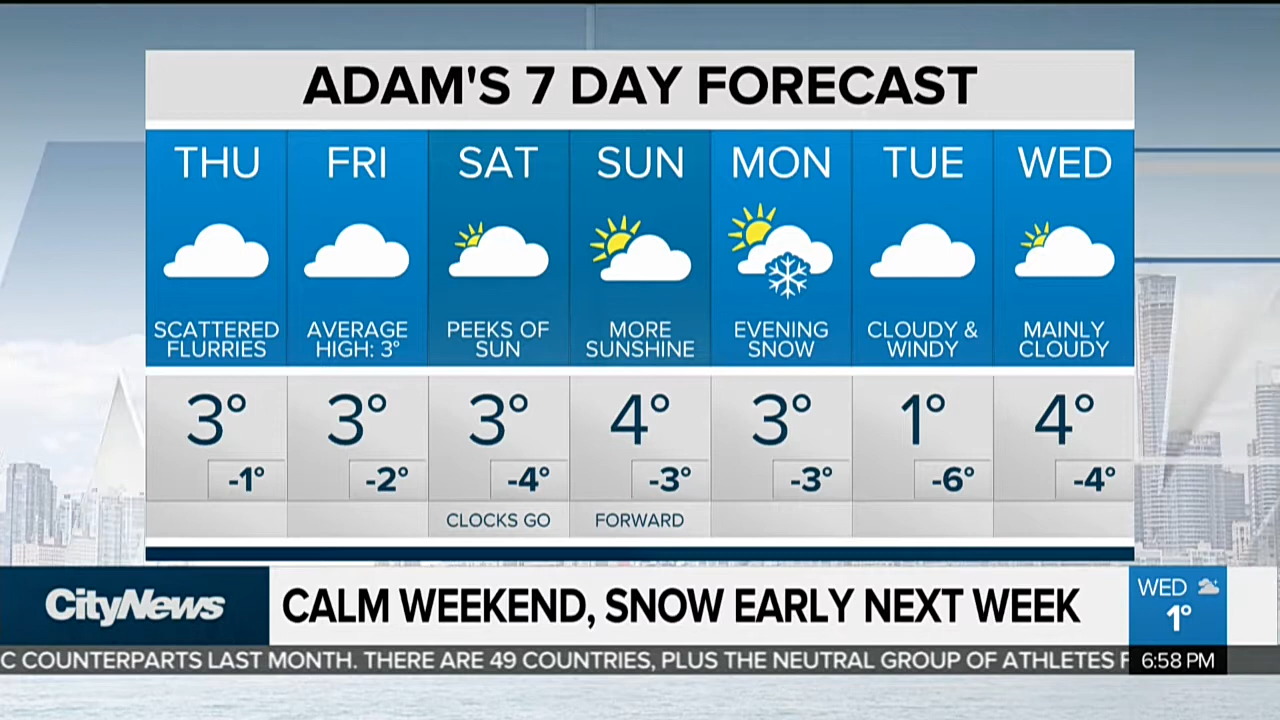 ADAM'S 7 DAY FORECAST
THU FRI SAT SUN MON TUE WED
SCATTERED FLURRIES
AVERAGE HIGH: 3°
PEEKS OF SUN
MORE SUNSHINE
EVENING SNOW
CLOUDY & WINDY
MAINLY CLOUDY
3° 3° 3° 4° 3° 1° 4°
-1° -2° -4° -3° -3° -6° -4°
CLOCKS GO FORWARD
CityNews
CALM WEEKEND, SNOW EARLY NEXT WEEK
WED
1°
C COUNTERPARTS LAST MONTH. THERE ARE 49 COUNTRIES, PLUS THE NEUTRAL GROUP OF ATHLETES F
6:58 PM